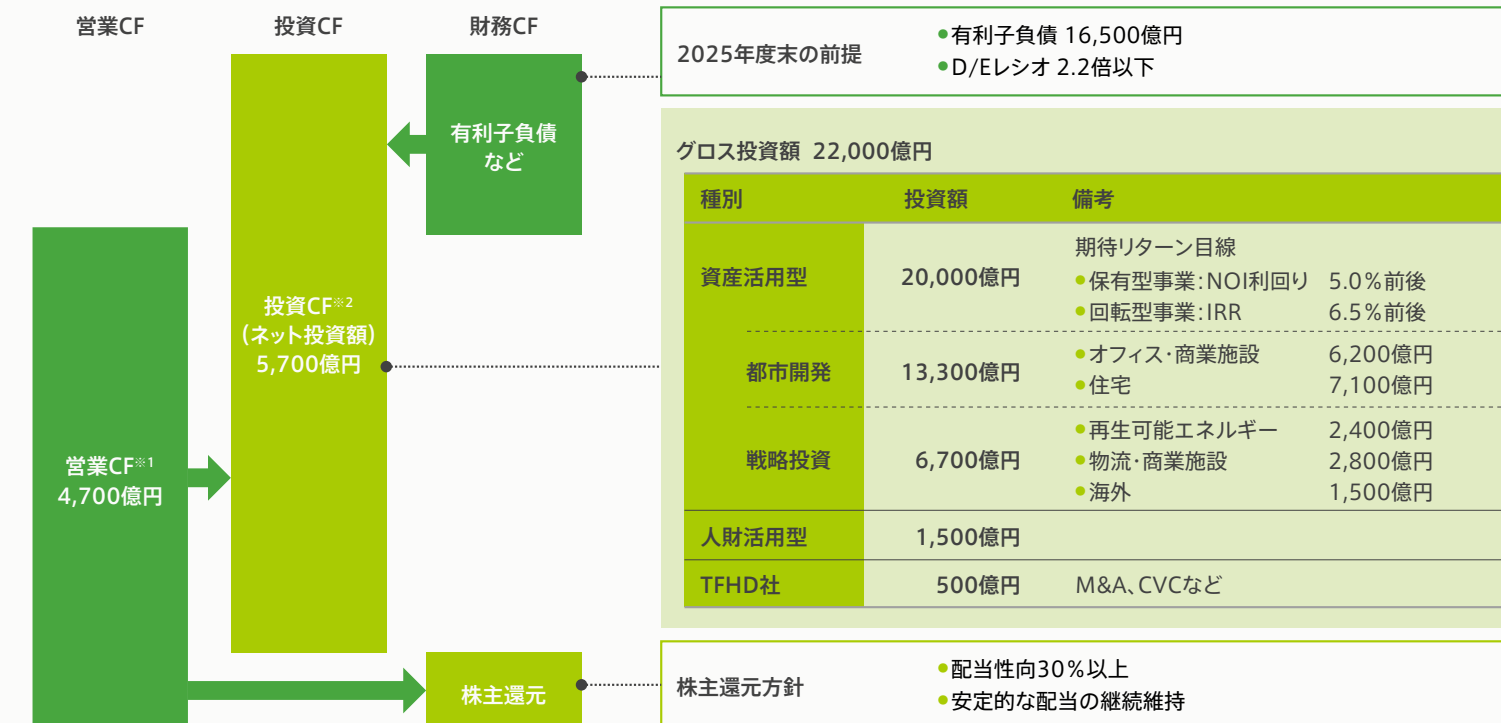 営業CF
投資CF
財務CF
有利子負債
など
投資CF※2
(ネット投資額)
5,700億円
営業CF※1
4,700億円
株主還元
2025年度末の前提
●有利子負債 16,500億円
●D/Eレシオ 2.2倍以下
グロス投資額 22,000億円
種別 投資額 備考
資産活用型 20,000億円
期待リターン目線
●保有型事業:NOI利回り 5.0%前後
●回転型事業:IRR 6.5%前後
都市開発 13,300億円
●オフィス・商業施設 6,200億円
●住宅 7,100億円
戦略投資 6,700億円
●再生可能エネルギー 2,400億円
●物流・商業施設 2,800億円
●海外 1,500億円
人財活用型 1,500億円
TFHD社 500億円 M&A、CVCなど
株主還元方針
●配当性向30%以上
●安定的な配当の継続維持